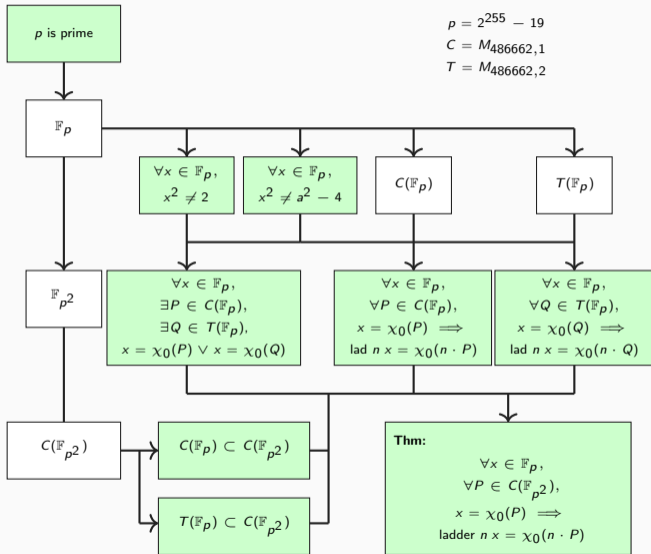 p is prime
p = 2^255 − 19
C = M_486662,1
T = M_486662,2
𝔽_p
∀x ∈ 𝔽_p,
x^2 ≠ 2
∀x ∈ 𝔽_p,
x^2 ≠ a^2 − 4
C(𝔽_p)
T(𝔽_p)
𝔽_p^2
∀x ∈ 𝔽_p,
∃P ∈ C(𝔽_p),
∃Q ∈ T(𝔽_p),
x = χ_0(P) ∨ x = χ_0(Q)
∀x ∈ 𝔽_p,
∀P ∈ C(𝔽_p),
x = χ_0(P) ⟹
lad n x = χ_0(n · P)
∀x ∈ 𝔽_p,
∀Q ∈ T(𝔽_p),
x = χ_0(Q) ⟹
lad n x = χ_0(n · Q)
C(𝔽_p^2)
C(𝔽_p) ⊂ C(𝔽_p^2)
T(𝔽_p) ⊂ C(𝔽_p^2)
Thm:
∀x ∈ 𝔽_p,
∀P ∈ C(𝔽_p^2),
x = χ_0(P) ⟹
ladder n x = χ_0(n · P)